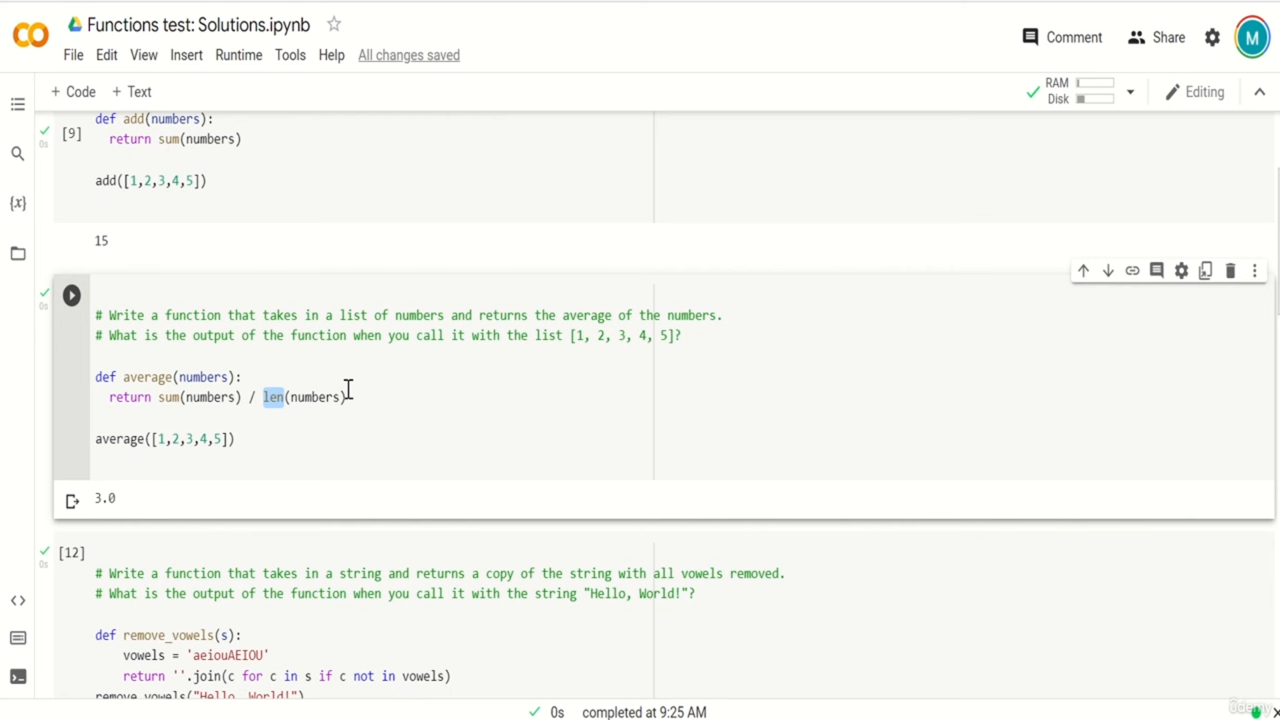 Functions test: Solutions.ipynb
File Edit View Insert Runtime Tools Help All changes saved
Comment Share M
+ Code + Text
RAM
Disk
Editing
[9]
0s
def add(numbers):
return sum(numbers)
add([1,2,3,4,5])
15
0s
# Write a function that takes in a list of numbers and returns the average of the numbers.
# What is the output of the function when you call it with the list [1, 2, 3, 4, 5]?
def average(numbers):
return sum(numbers) / len(numbers)
average([1,2,3,4,5])
3.0
[12]
0s
# Write a function that takes in a string and returns a copy of the string with all vowels removed.
# What is the output of the function when you call it with the string "Hello, World!"?
def remove_vowels(s):
vowels = 'aeiouAEIOU'
return ''.join(c for c in s if c not in vowels)
remove_vowels("Hello, World!")
0s completed at 9:25 AM
ûdemy